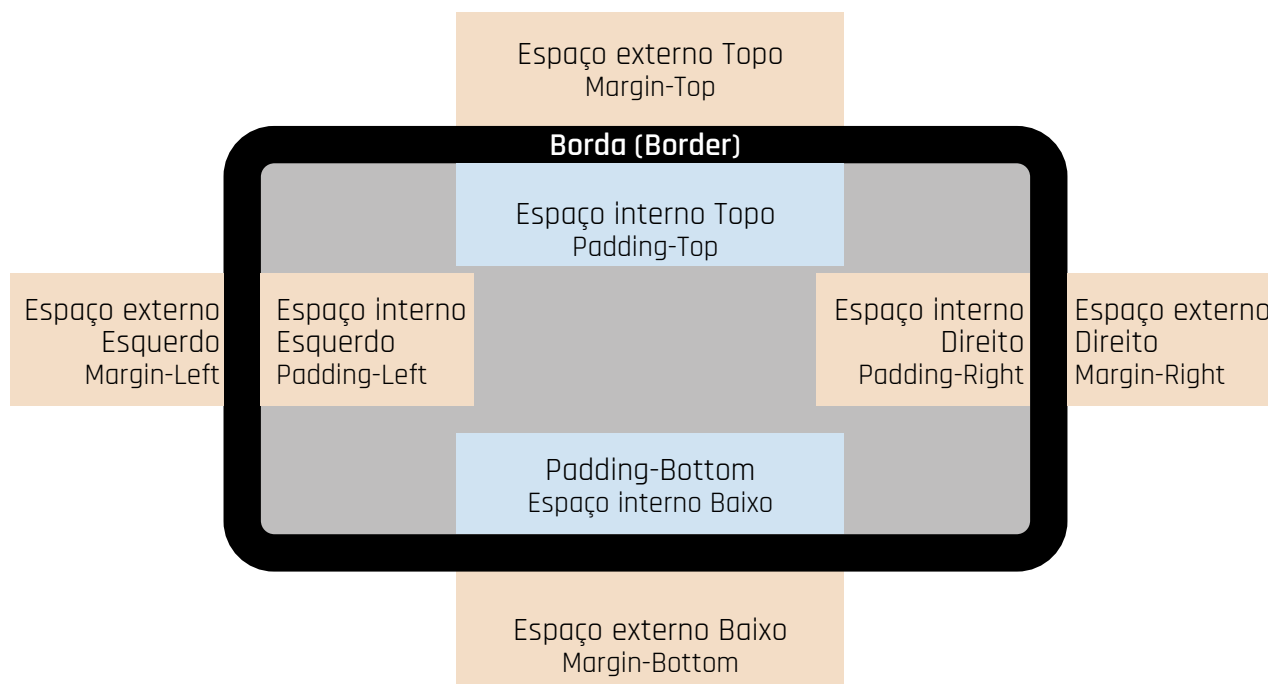 Espaço externo Topo
Margin-Top
Borda (Border)
Espaço interno Topo
Padding-Top
Espaço externo
Esquerdo
Margin-Left
Espaço interno
Esquerdo
Padding-Left
Espaço interno
Direito
Padding-Right
Espaço externo
Direito
Margin-Right
Padding-Bottom
Espaço interno Baixo
Espaço externo Baixo
Margin-Bottom